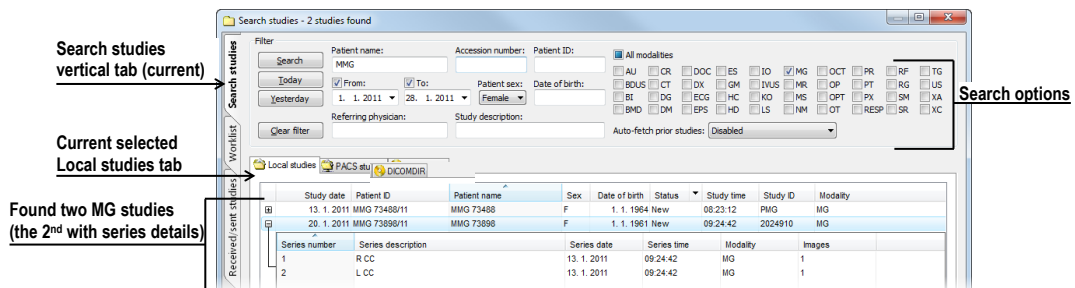 Search studies - 2 studies found
Search studies
vertical tab (current)
Current selected
Local studies tab
Found two MG studies
(the 2nd with series details)
Search options
Search studies
Worklist
Received/sent studies
Filter
Search
Today
Yesterday
Clear filter
Patient name: Accession number: Patient ID:
MMG
From: To: Patient sex: Date of birth:
1. 1. 2011 28. 1. 2011 Female
Referring physician: Study description:
All modalities
AU CR DOC ES IO MG OCT PR RF TG
BDUS CT DX GM IVUS MR OP PT RG US
BI DG ECG HC KO MS OPT PX SM XA
BMD DM EPS HD LS NM OT RESP SR XC
Auto-fetch prior studies: Disabled
Local studies PACS stu DICOMDIR
Study date Patient ID Patient name Sex Date of birth Status Study time Study ID Modality
13. 1. 2011 MMG 73488/11 MMG 73488 F 1. 1. 1964 New 08:23:12 PMG MG
20. 1. 2011 MMG 73898/11 MMG 73898 F 1. 1. 1961 New 09:24:42 2024910 MG
Series number Series description Series date Series time Modality Images
1 R CC 13. 1. 2011 09:24:42 MG 1
2 L CC 13. 1. 2011 09:24:42 MG 1